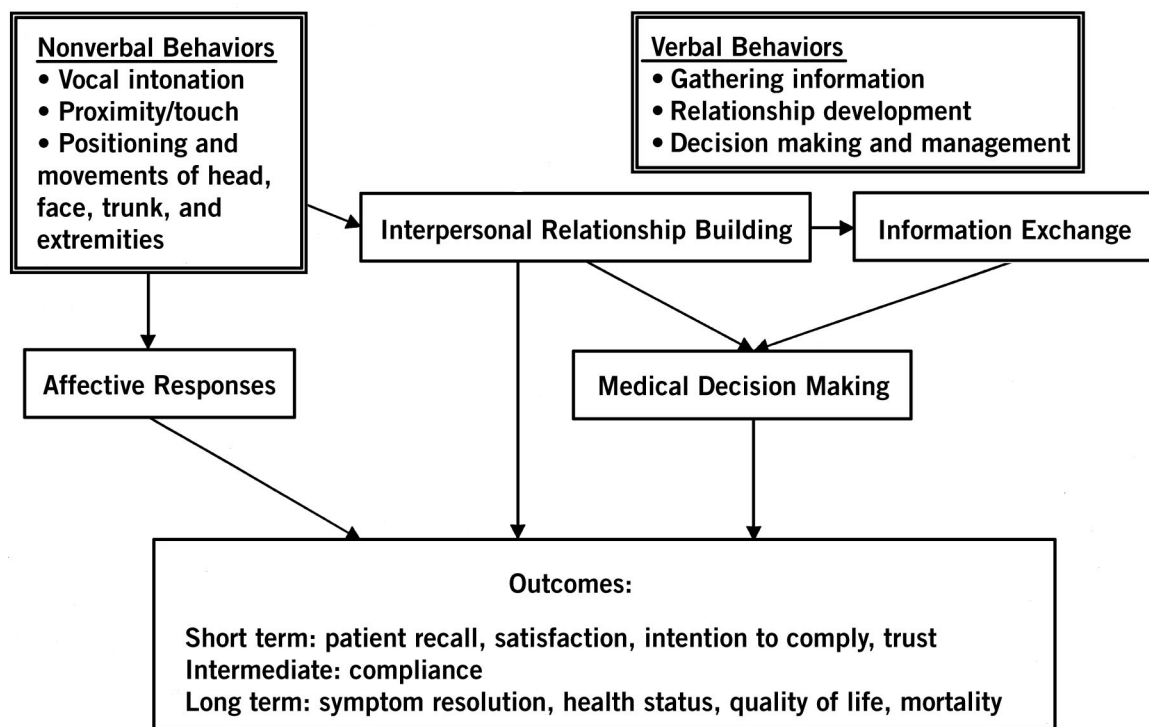 Nonverbal Behaviors
• Vocal intonation
• Proximity/touch
• Positioning and
movements of head,
face, trunk, and
extremities
Verbal Behaviors
• Gathering information
• Relationship development
• Decision making and management
Interpersonal Relationship Building
Information Exchange
Affective Responses
Medical Decision Making
Outcomes:
Short term: patient recall, satisfaction, intention to comply, trust
Intermediate: compliance
Long term: symptom resolution, health status, quality of life, mortality